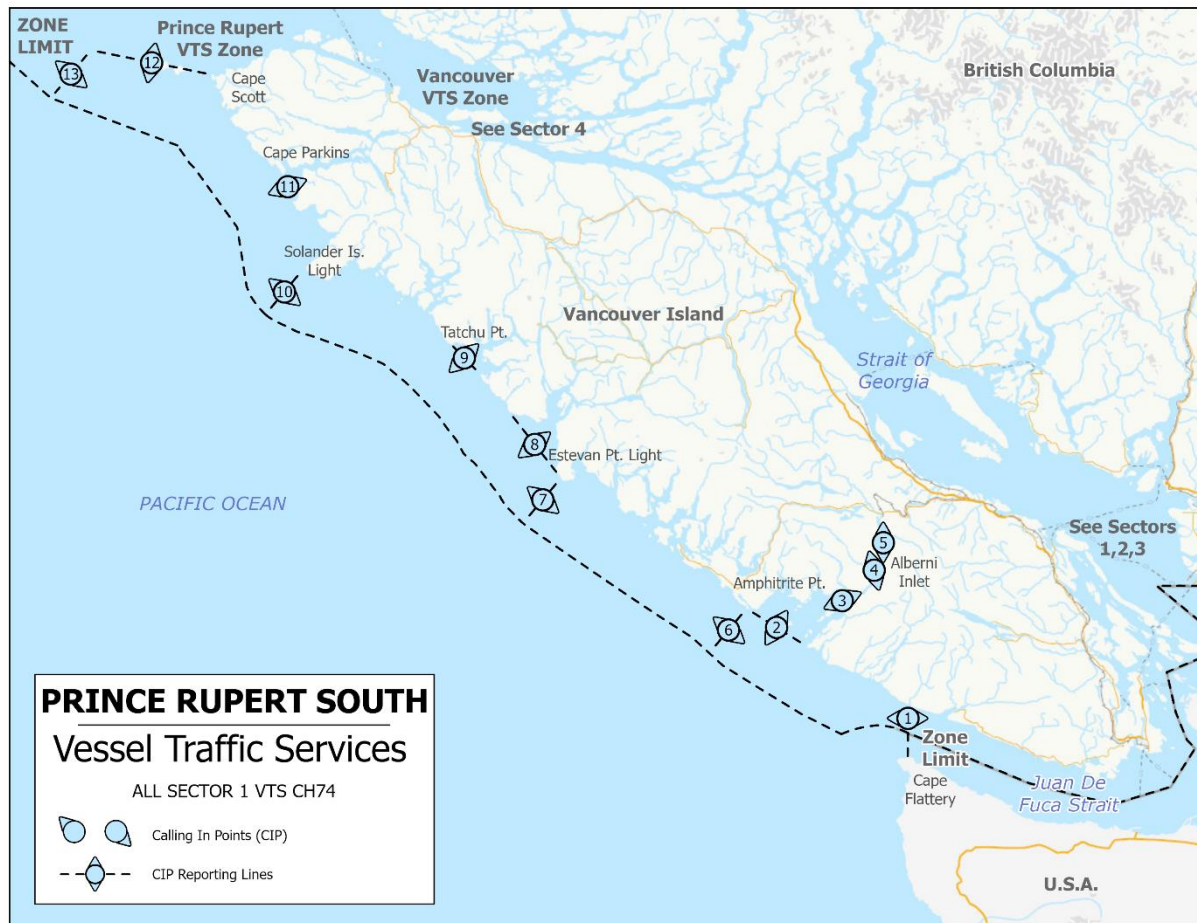 ZONE
LIMIT
Prince Rupert
VTS Zone
13
12
Cape
Scott
Vancouver
VTS Zone
See Sector 4
British Columbia
Cape Parkins
11
Solander Is.
Light
10
Vancouver Island
Tatchu Pt.
9
Strait of
Georgia
8
Estevan Pt. Light
7
PACIFIC OCEAN
See Sectors
1,2,3
5
4
Alberni
Inlet
Amphitrite Pt.
3
6
2
1
Zone
Limit
Cape
Flattery
Juan De
Fuca Strait
U.S.A.
PRINCE RUPERT SOUTH
Vessel Traffic Services
ALL SECTOR 1 VTS CH74
Calling In Points (CIP)
CIP Reporting Lines